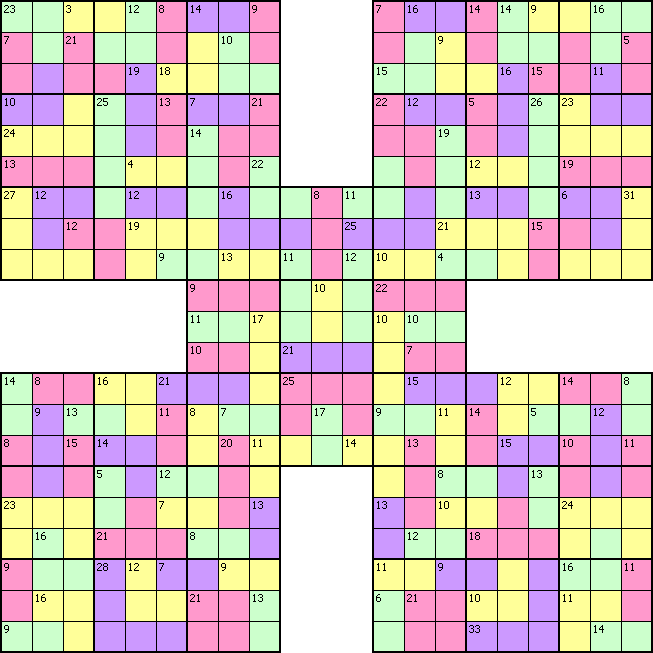 23 3 12 8 14 9 7 16 14 14 9 16
7 21 10 9 5
19 18 15 16 15 11
10 25 13 7 21 22 12 5 26 23
24 14 19
13 4 22 12 19
27 12 12 16 8 11 13 6 31
12 19 25 21 15
9 13 11 12 10 4
9 10 22
11 17 10 10
10 21 7
14 8 16 21 25 15 12 14 8
9 13 11 8 7 17 9 11 14 5 12
8 15 14 20 11 14 13 15 10 11
5 12 8 13
23 7 13 13 10 24
16 21 8 12 18
9 28 12 7 9 11 9 16 11
16 21 13 6 21 10 11
9 33 14